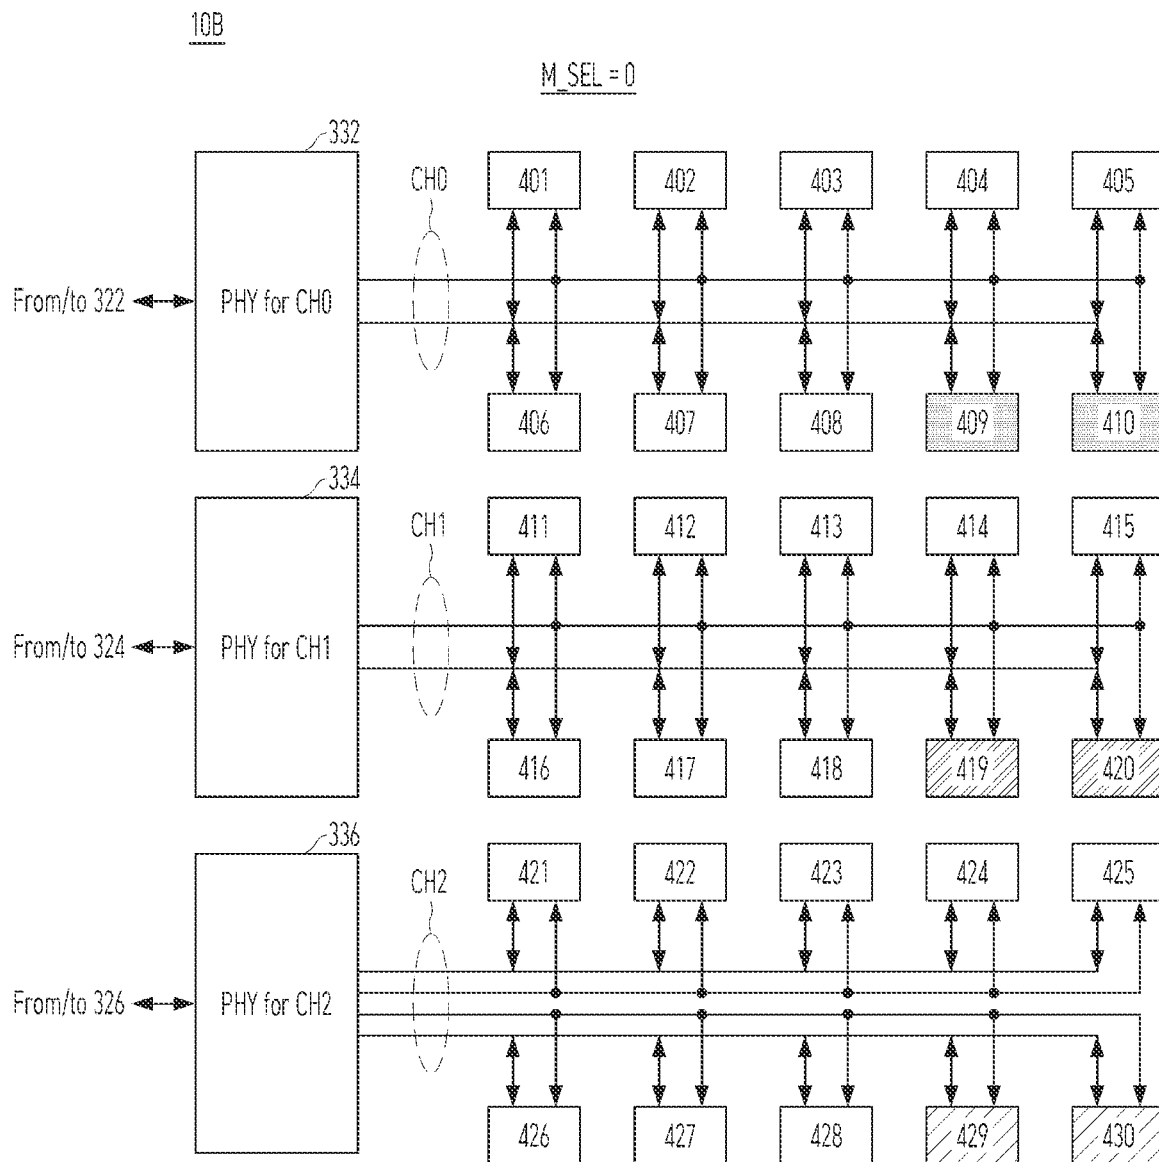 10B
M_SEL = 0
332
CH0
401 402 403 404 405
From/to 322
PHY for CH0
406 407 408 409 410
334
CH1
411 412 413 414 415
From/to 324
PHY for CH1
416 417 418 419 420
336
CH2
421 422 423 424 425
From/to 326
PHY for CH2
426 427 428 429 430